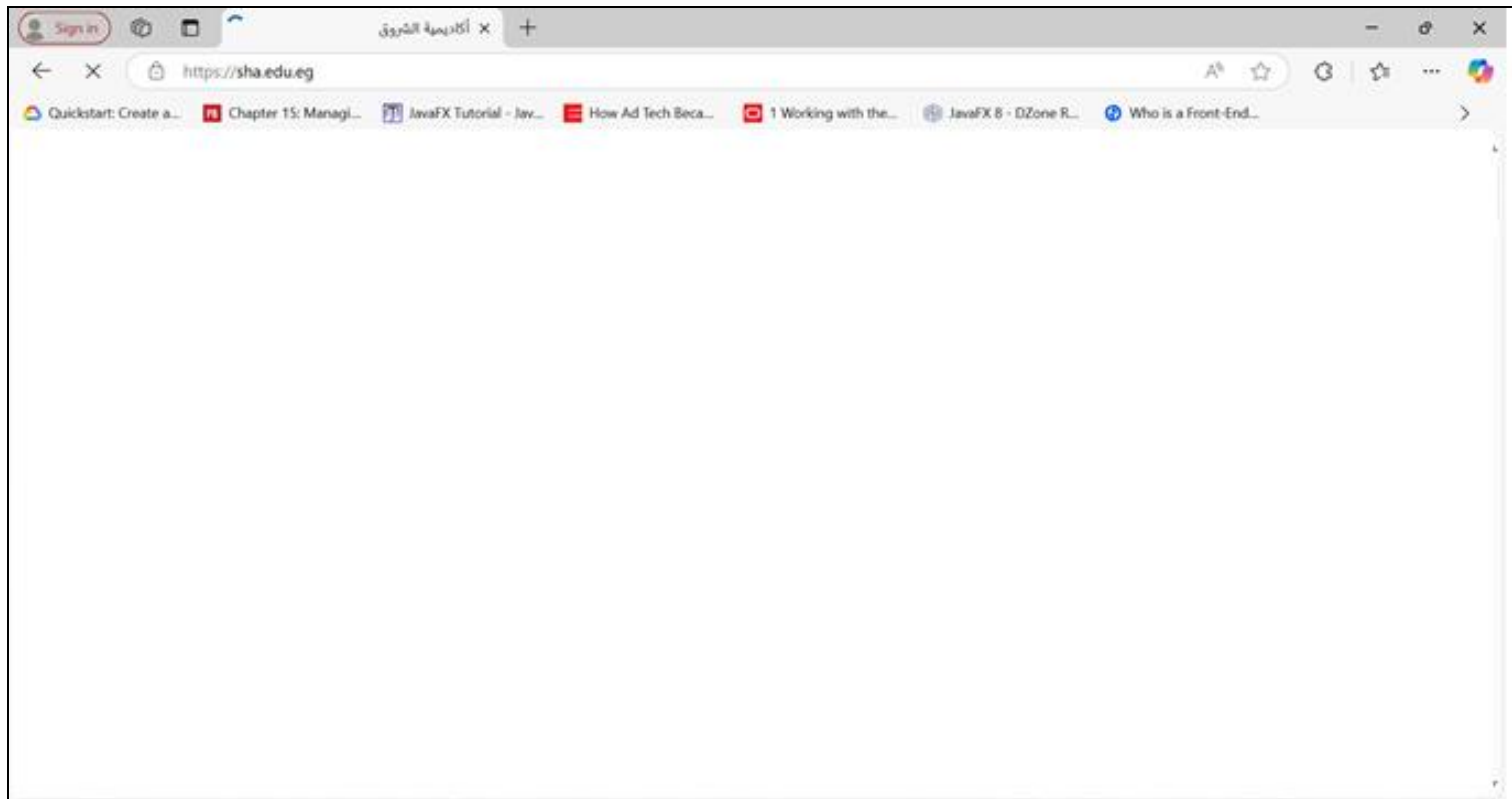 Sign in أكاديمية الشروق
https://sha.edu.eg
Quickstart: Create a... Chapter 15: Managi... JavaFX Tutorial - Jav... How Ad Tech Beca... 1 Working with the... JavaFX 8 - DZone R... Who is a Front-End...